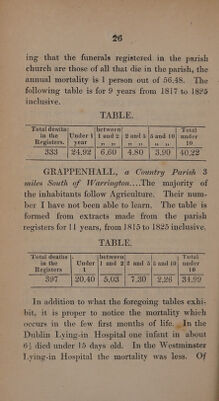 26
ing that the funerals registered in the parish
church are those of all that die in the parish, the
annual mortality is 1 person out of 56.48. The
following table is for 9 years from 1817 to 1825
inclusive.
TABLE.
Total deaths in the Registers. | Under 1 year | between 1 and 2 „ „ | 2 and 5 „ „ | 5 and 10 „ „ | Total under 10
333 | 24.92 | 6.60 | 4.80 | 3.90 | 40.22
GRAPPENHALL, a Country Parish 3
miles South of Warrington....The majority of
the inhabitants follow Agriculture. Their num-
ber I have not been able to learn. The table is
formed from extracts made from the parish
registers for 11 years, from 1815 to 1825 inclusive.
TABLE.
Total deaths in the Registers | Under 1 | between 1 and 2 | 2 and 5 | 5 and 10 | Total under 10
397 | 20,40 | 5,03 | 7,30 | 2,26 | 34,99
In addition to what the foregoing tables exhi-
bit, it is proper to notice the mortality which
occurs in the few first months of life. In the
Dublin Lying-in Hospital one infant in about
6½ died under 15 days old. In the Westminster
Lying-in Hospital the mortality was less. Of